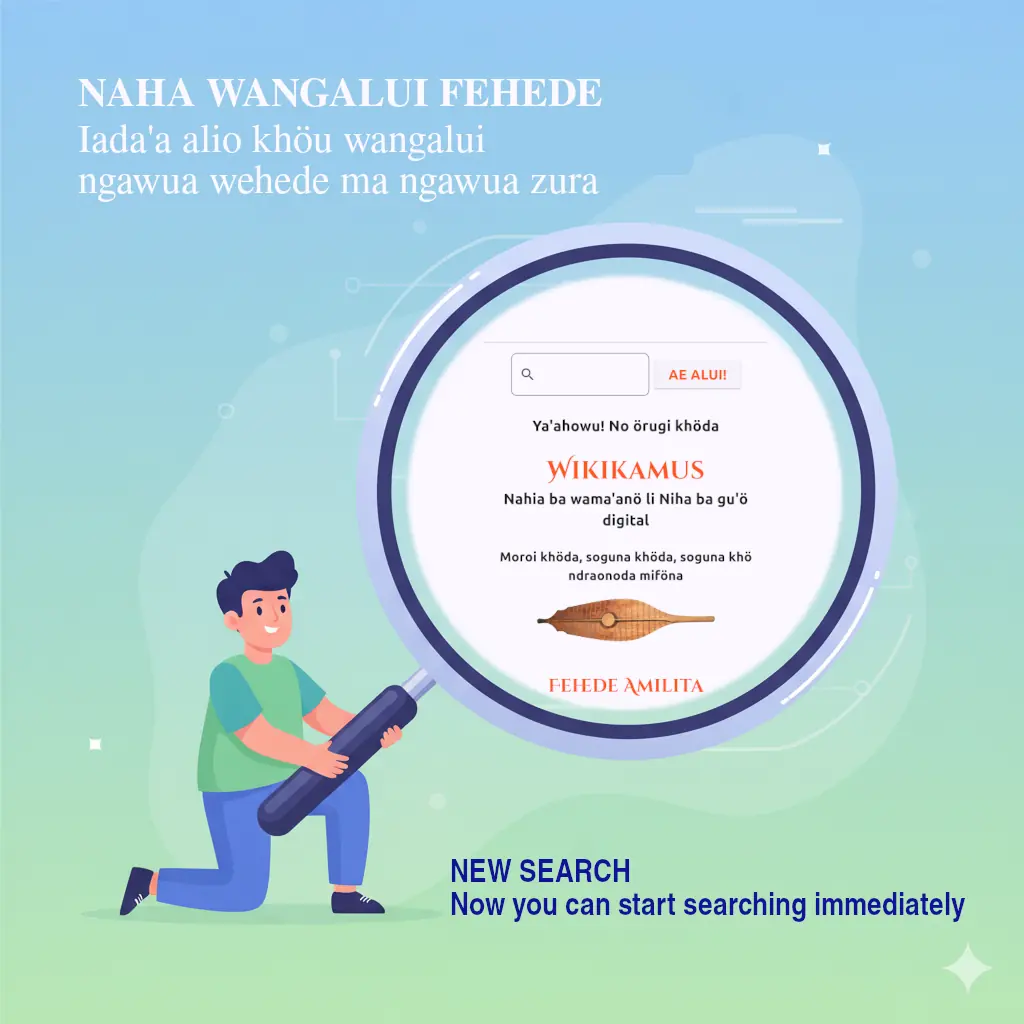 NAHA WANGALUI FEHEDE
Iada'a alio khöu wangalui
ngawua wehede ma ngawua zura
AE ALUI!
Ya'ahowu! No örugi khöda
WIKIKAMUS
Nahia ba wama'anö li Niha ba gu'ö
digital
Moroi khöda, soguna khöda, soguna khö
ndraonoda miföna
FEHEDE AMILITA
NEW SEARCH
Now you can start searching immediately